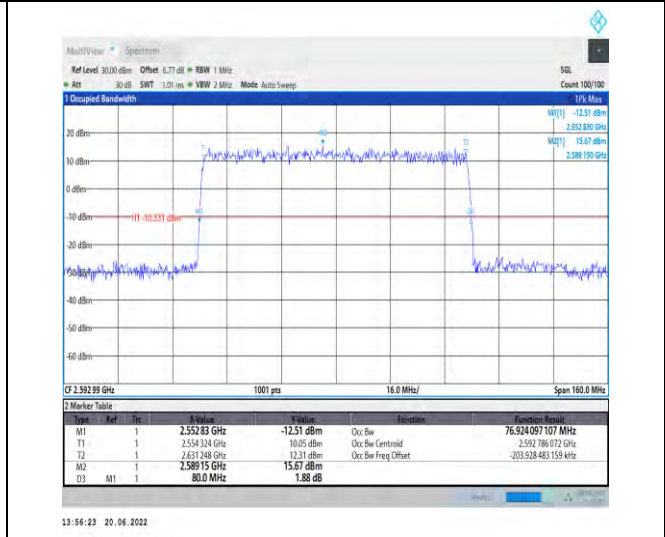 MultiView Spectrum
Ref Level 30.00 dBm Offset 6.77 dB RBW 1 MHz SGL
Att 30 dB SWT 1.01 ms VBW 2 MHz Mode Auto Sweep Count 100/100
1 Occupied Bandwidth 1Pk Max
M1[1] -12.51 dBm
2.552 830 GHz
M2[1] 15.67 dBm
2.589 150 GHz
20 dBm
10 dBm
0 dBm
-10 dBm
H1 -10.331 dBm
-20 dBm
-30 dBm
-40 dBm
-50 dBm
-60 dBm
M2
T1
T2
M1
D3
CF 2.592 99 GHz 1001 pts 16.0 MHz/ Span 160.0 MHz
2 Marker Table
Type Ref Trc X-Value Y-Value Function Function Result
M1 1 2.552 83 GHz -12.51 dBm Occ Bw 76.924 097 107 MHz
T1 1 2.554 324 GHz 10.05 dBm Occ Bw Centroid 2.592 786 072 GHz
T2 1 2.631 248 GHz 12.31 dBm Occ Bw Freq Offset -203.928 483 159 kHz
M2 1 2.589 15 GHz 15.67 dBm
D3 M1 1 80.0 MHz 1.88 dB
13:56:23 20.06.2022